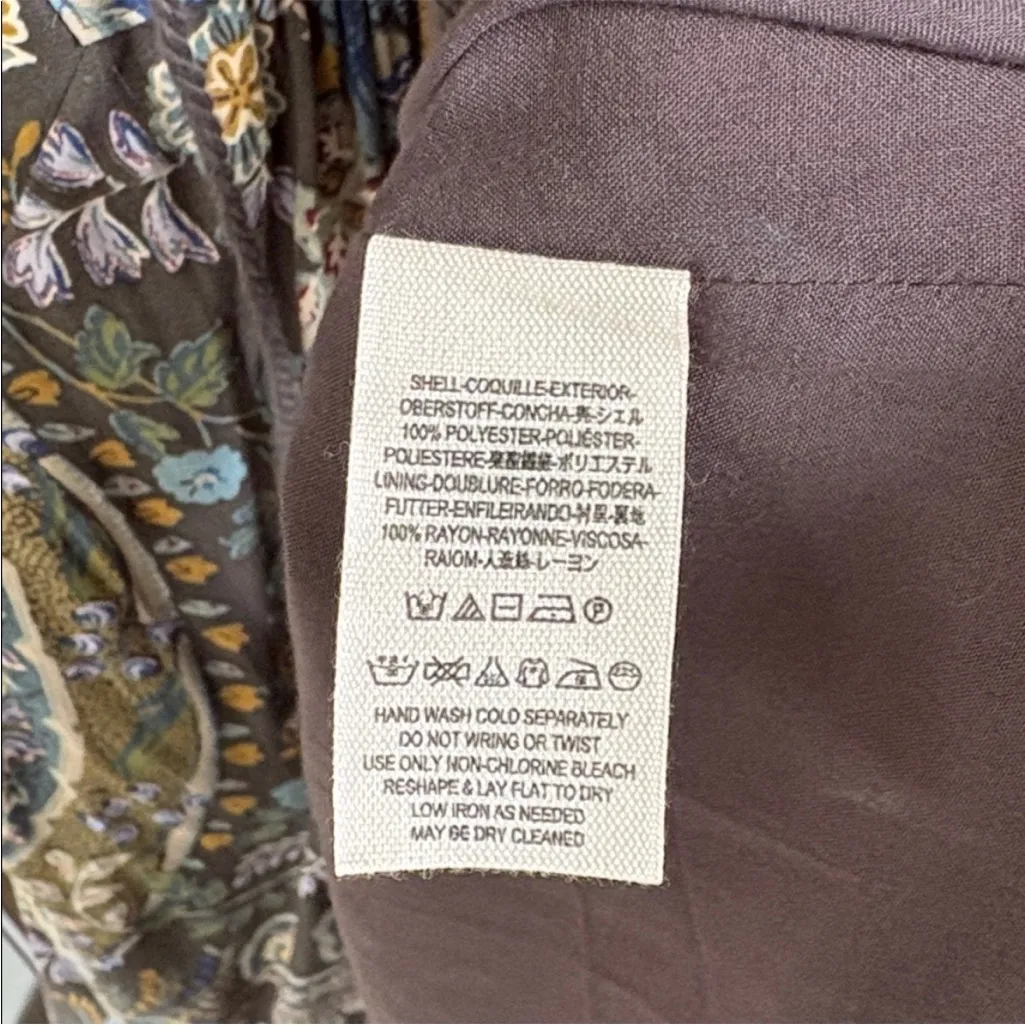 SHELL-COQUILLE-EXTERIOR-
OBERSTOFF-CONCHA-表-シェル
100% POLYESTER-POLIÉSTER-
POLIESTERE-聚酯纖維-ポリエステル
LINING-DOUBLURE-FORRO-FODERA-
FUTTER-ENFILEIRANDO-衬层-裏地
100% RAYON-RAYONNE-VISCOSA-
RAIOM-人造絲-レーヨン
HAND WASH COLD SEPARATELY
DO NOT WRING OR TWIST
USE ONLY NON-CHLORINE BLEACH
RESHAPE & LAY FLAT TO DRY
LOW IRON AS NEEDED
MAY BE DRY CLEANED